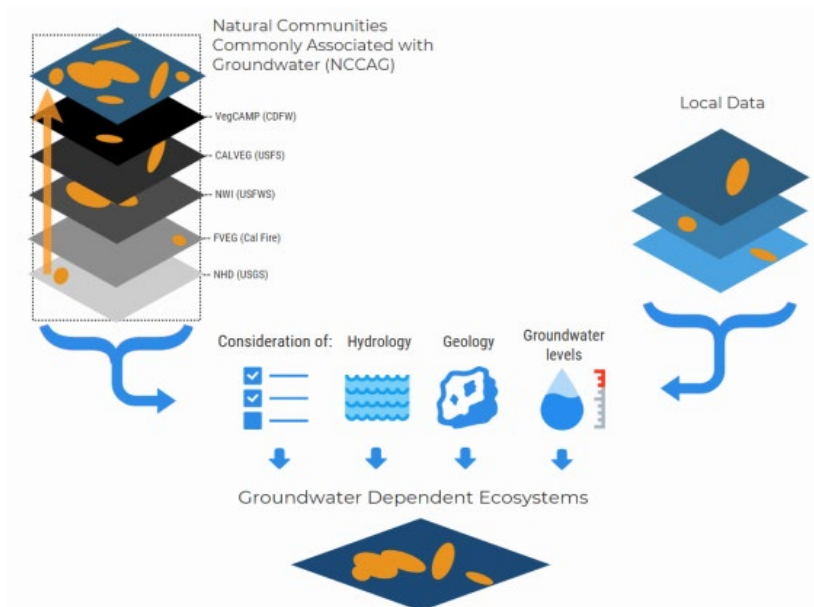 Natural Communities
Commonly Associated with
Groundwater (NCCAG)
VegCAMP (CDFW)
CALVEG (USFS)
NWI (USFWS)
FVEG (Cal Fire)
NHD (USGS)
Local Data
Consideration of:
Hydrology
Geology
Groundwater
levels
Groundwater Dependent Ecosystems